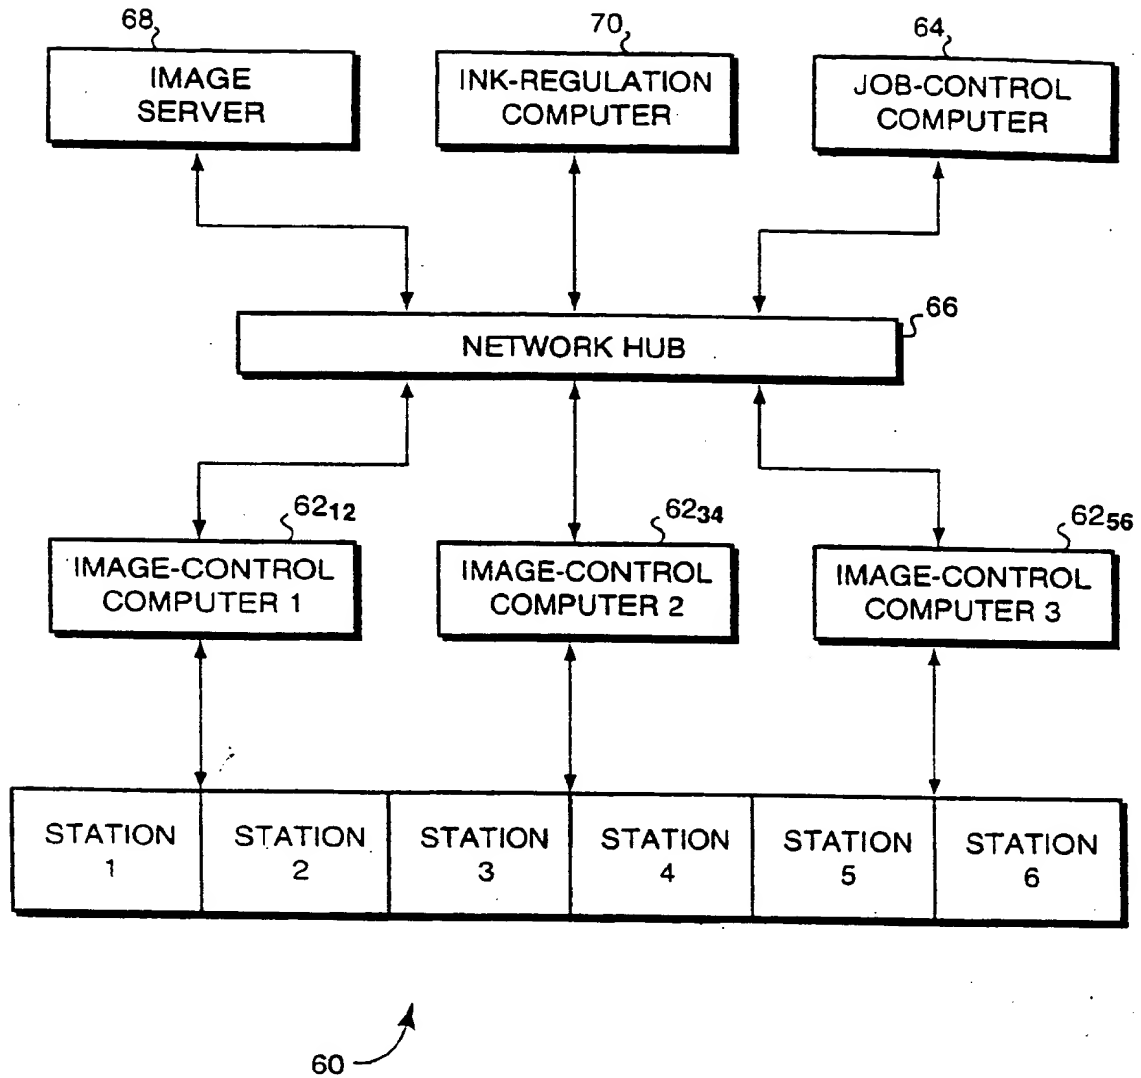 68
70
64
IMAGE
SERVER
INK-REGULATION
COMPUTER
JOB-CONTROL
COMPUTER
66
NETWORK HUB
62₁₂
62₃₄
62₅₆
IMAGE-CONTROL
COMPUTER 1
IMAGE-CONTROL
COMPUTER 2
IMAGE-CONTROL
COMPUTER 3
STATION
1
STATION
2
STATION
3
STATION
4
STATION
5
STATION
6
60